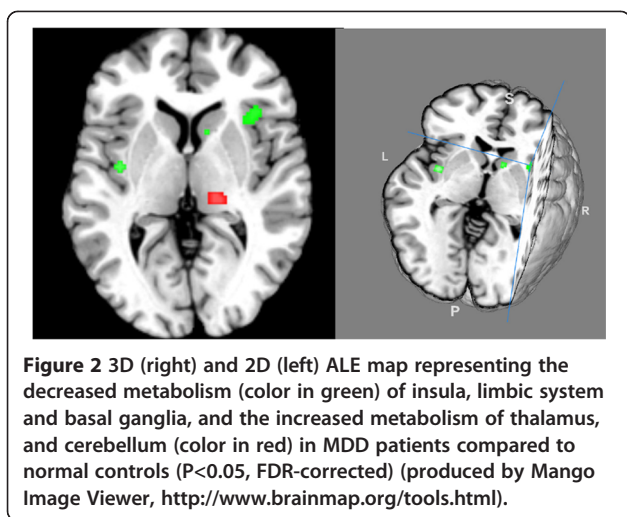 S
L
R
P
Figure 2 3D (right) and 2D (left) ALE map representing the
decreased metabolism (color in green) of insula, limbic system
and basal ganglia, and the increased metabolism of thalamus,
and cerebellum (color in red) in MDD patients compared to
normal controls (P<0.05, FDR-corrected) (produced by Mango
Image Viewer, http://www.brainmap.org/tools.html).